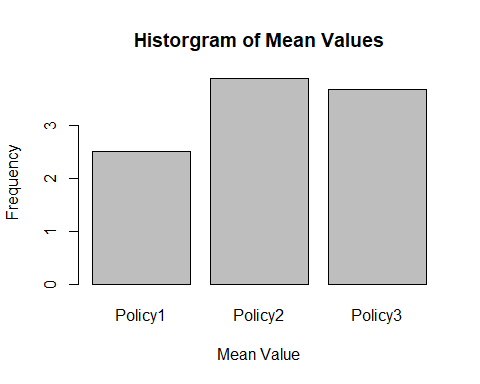 Historgram of Mean Values
Frequency
3
2
1
0
Policy1 Policy2 Policy3
Mean Value